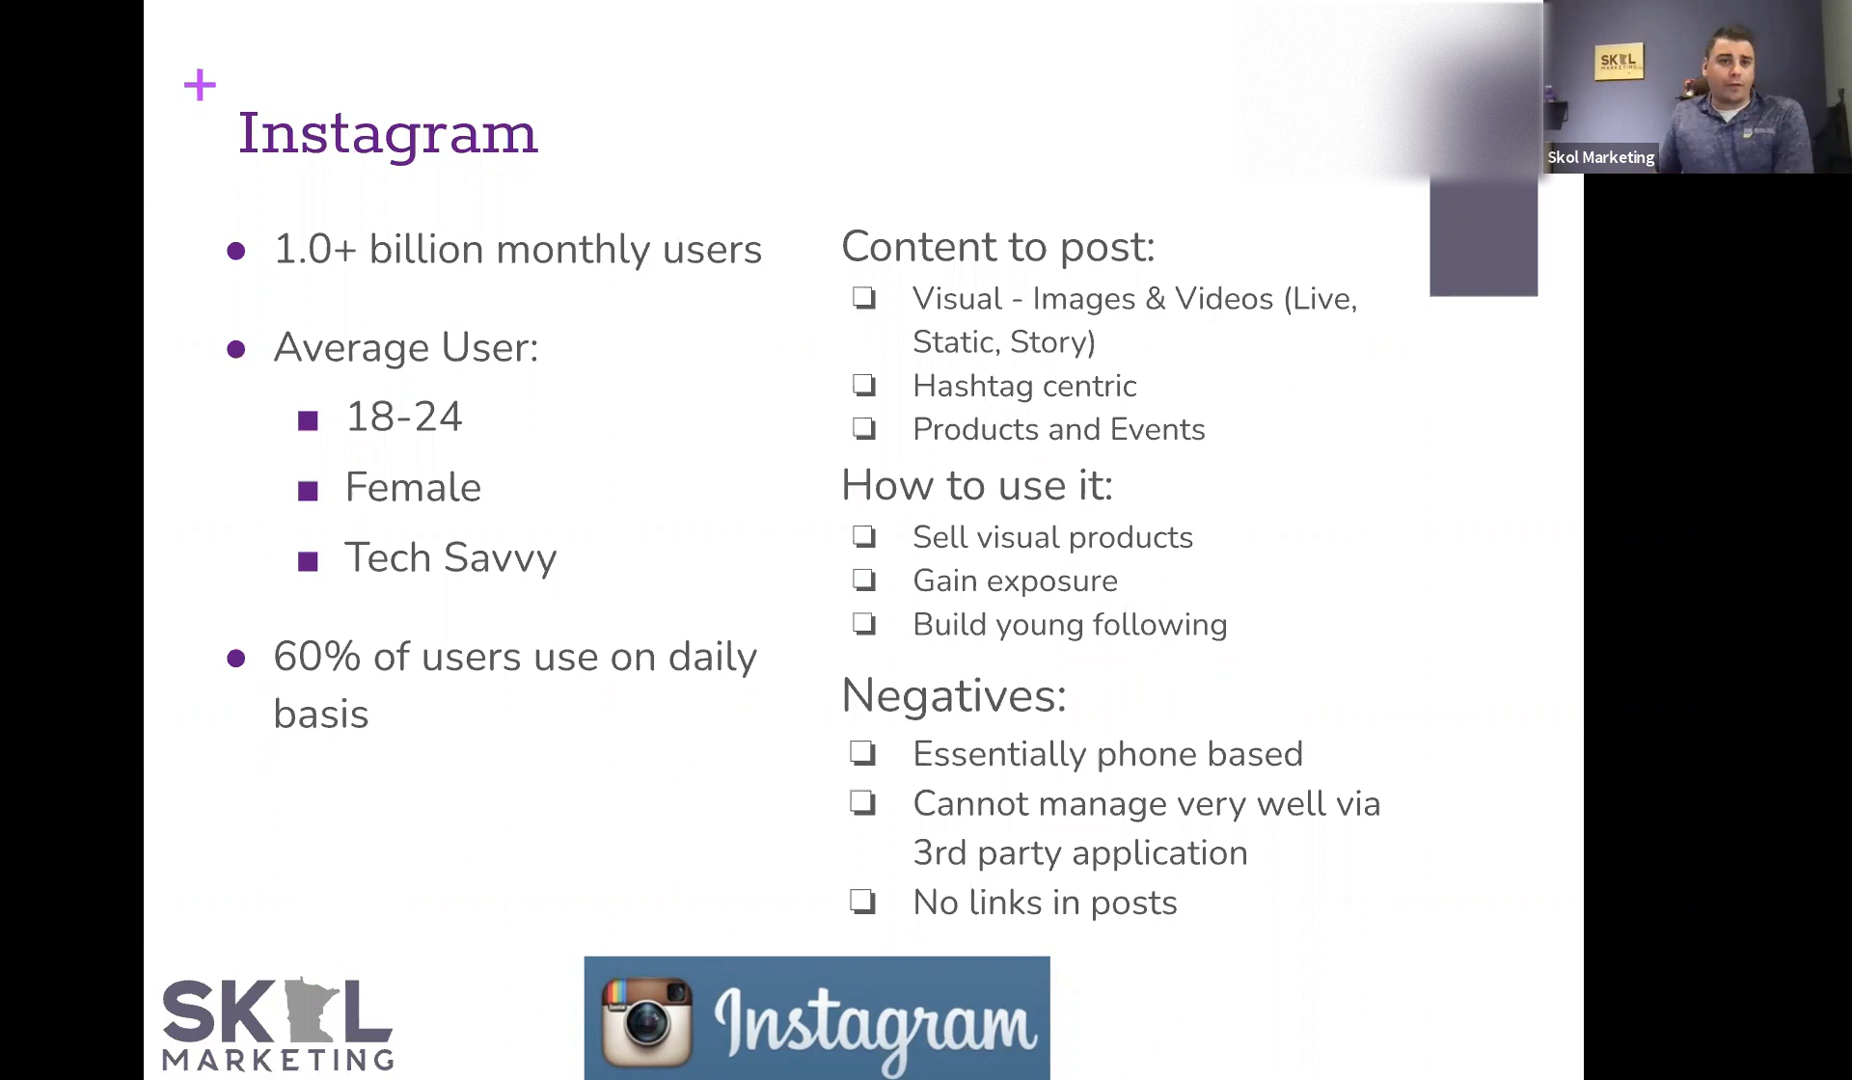 Instagram
1.0+ billion monthly users
Average User:
18-24
Female
Tech Savvy
60% of users use on daily
basis
Content to post:
Visual - Images & Videos (Live,
Static, Story)
Hashtag centric
Products and Events
How to use it:
Sell visual products
Gain exposure
Build young following
Negatives:
Essentially phone based
Cannot manage very well via
3rd party application
No links in posts
SK L
MARKETING
Instagram
SK L
MARKETING
Skol Marketing